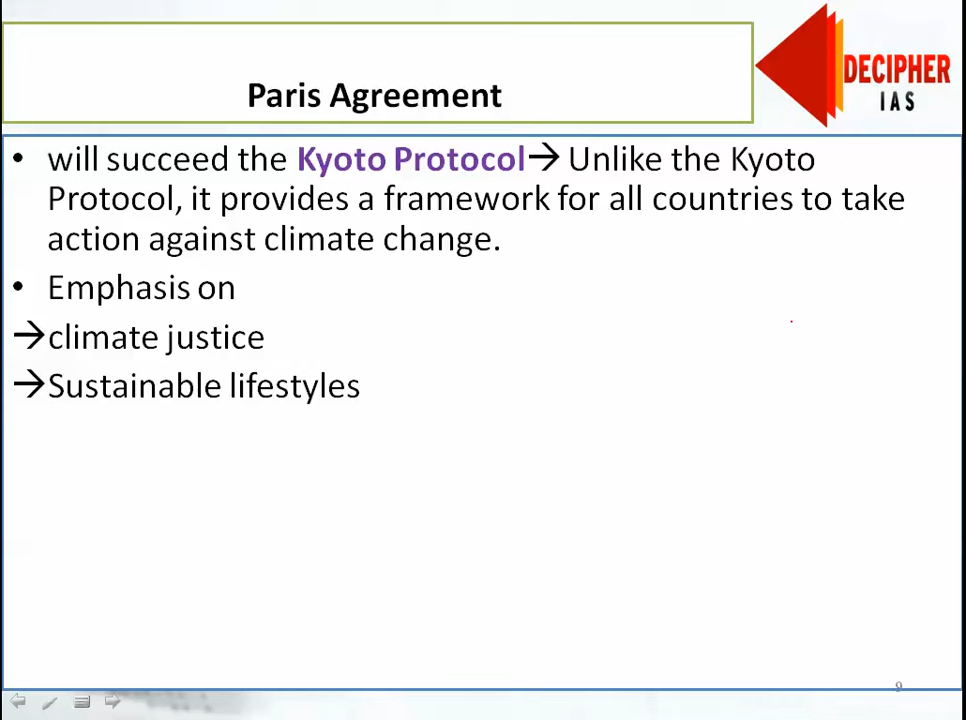 Paris Agreement
DECIPHER
IAS
• will succeed the Kyoto Protocol→ Unlike the Kyoto
Protocol, it provides a framework for all countries to take
action against climate change.
• Emphasis on
→climate justice
→Sustainable lifestyles
9